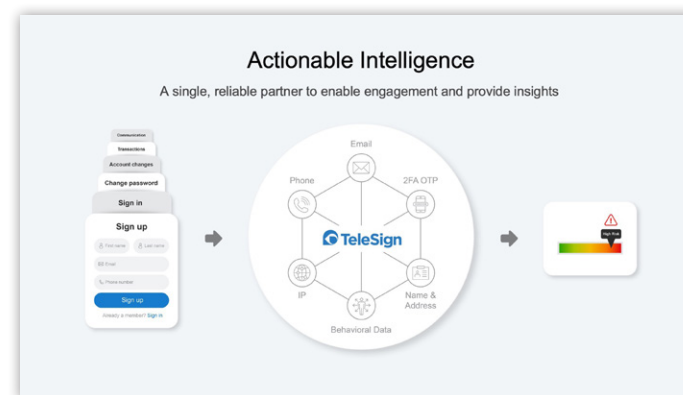 Actionable Intelligence
A single, reliable partner to enable engagement and provide insights
Communication
Transactions
Account changes
Change password
Sign in
Sign up
First name
Last name
Email
Phone number
Sign up
Already a member? Sign in
Email
Phone
2FA OTP
TeleSign
IP
Name &
Address
Behavioral Data
High Risk